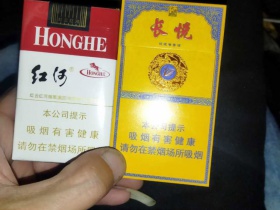 HONGHE
红河
HONGHE
本公司提示
吸烟有害健康
请勿在禁烟场所吸烟
长悦
本公司提示
吸烟有害健康
请勿在禁烟场所吸烟